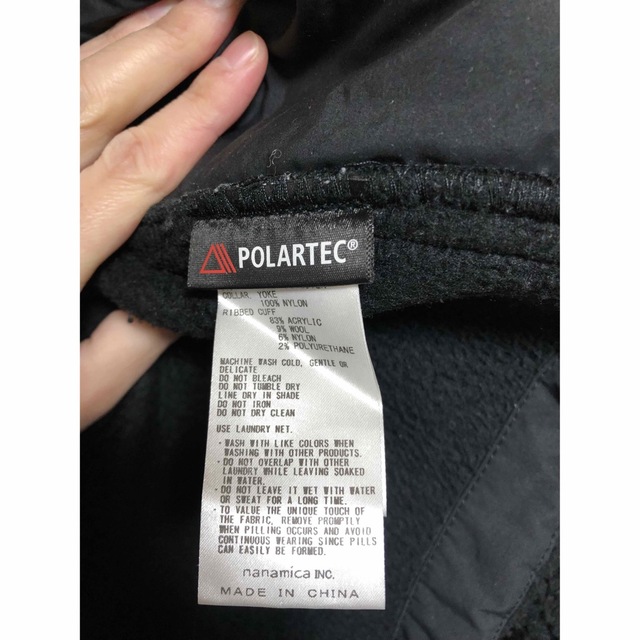 POLARTEC®
COLLAR YOKE
100% NYLON
RIBBED CUFF
83% ACRYLIC
9% WOOL
6% NYLON
2% POLYURETHANE
MACHINE WASH COLD, GENTLE OR
DELICATE
DO NOT BLEACH
DO NOT TUMBLE DRY
LINE DRY IN SHADE
DO NOT IRON
DO NOT DRY CLEAN
USE LAUNDRY NET.
・WASH WITH LIKE COLORS WHEN
WASHING WITH OTHER PRODUCTS.
・DO NOT OVERLAP WITH OTHER
LAUNDRY WHILE LEAVING SOAKED
IN WATER.
・DO NOT LEAVE IT WET WITH WATER
OR SWEAT FOR A LONG TIME.
・TO VALUE THE UNIQUE TOUCH OF
THE FABRIC, REMOVE PROMPTLY
WHEN PILLING OCCURS AND AVOID
CONTINUOUS WEARING SINCE PILLS
CAN EASILY BE FORMED.
nanamica INC.
MADE IN CHINA